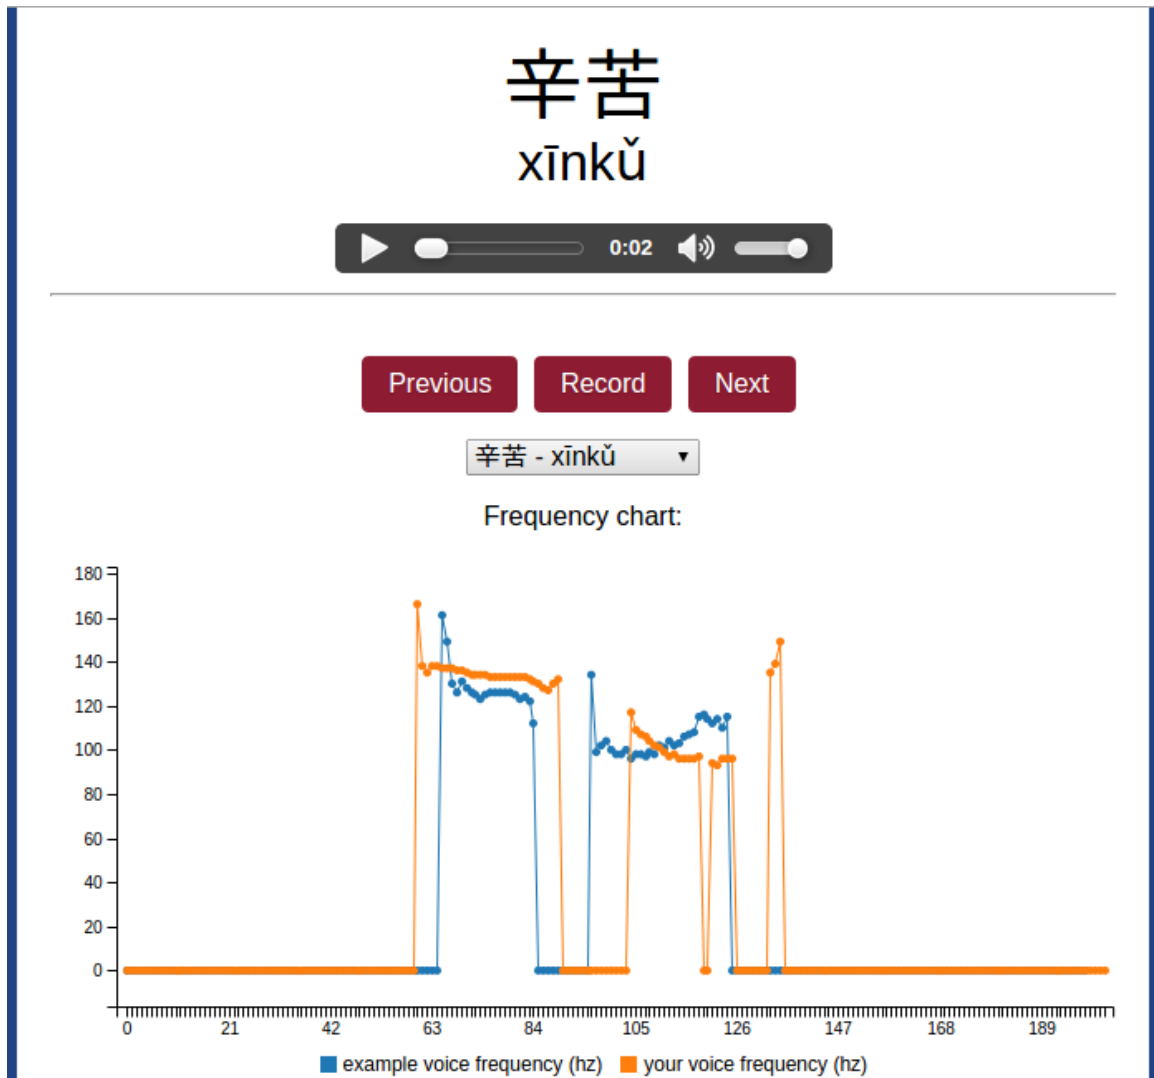 辛苦
xīnkǔ
0:02
Previous Record Next
辛苦 - xīnkǔ
Frequency chart:
180
160
140
120
100
80
60
40
20
0
0 21 42 63 84 105 126 147 168 189
example voice frequency (hz) your voice frequency (hz)